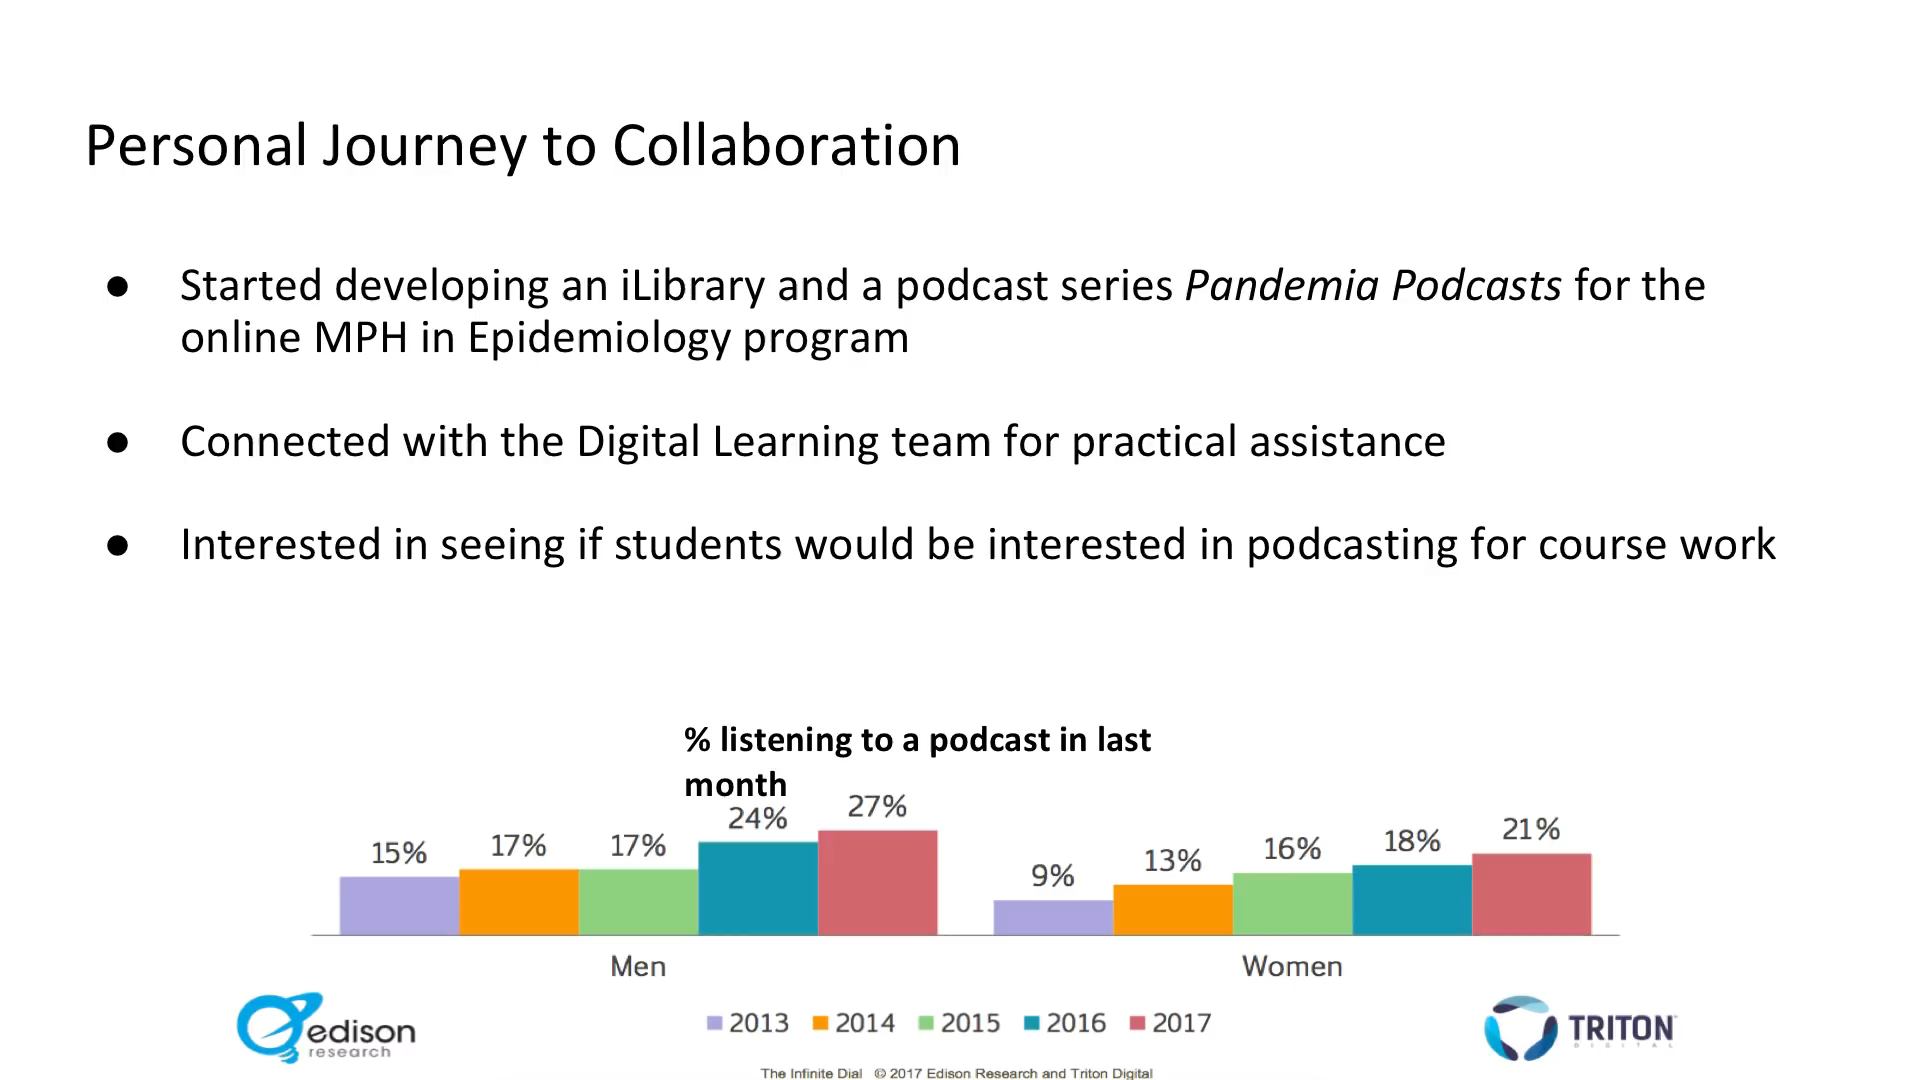 Personal Journey to Collaboration
● Started developing an iLibrary and a podcast series Pandemia Podcasts for the
online MPH in Epidemiology program
● Connected with the Digital Learning team for practical assistance
● Interested in seeing if students would be interested in podcasting for course work
% listening to a podcast in last
month
15% 17% 17% 24% 27% 9% 13% 16% 18% 21%
Men Women
2013 2014 2015 2016 2017
edison
research
TRITON
DIGITAL
The Infinite Dial © 2017 Edison Research and Triton Digital